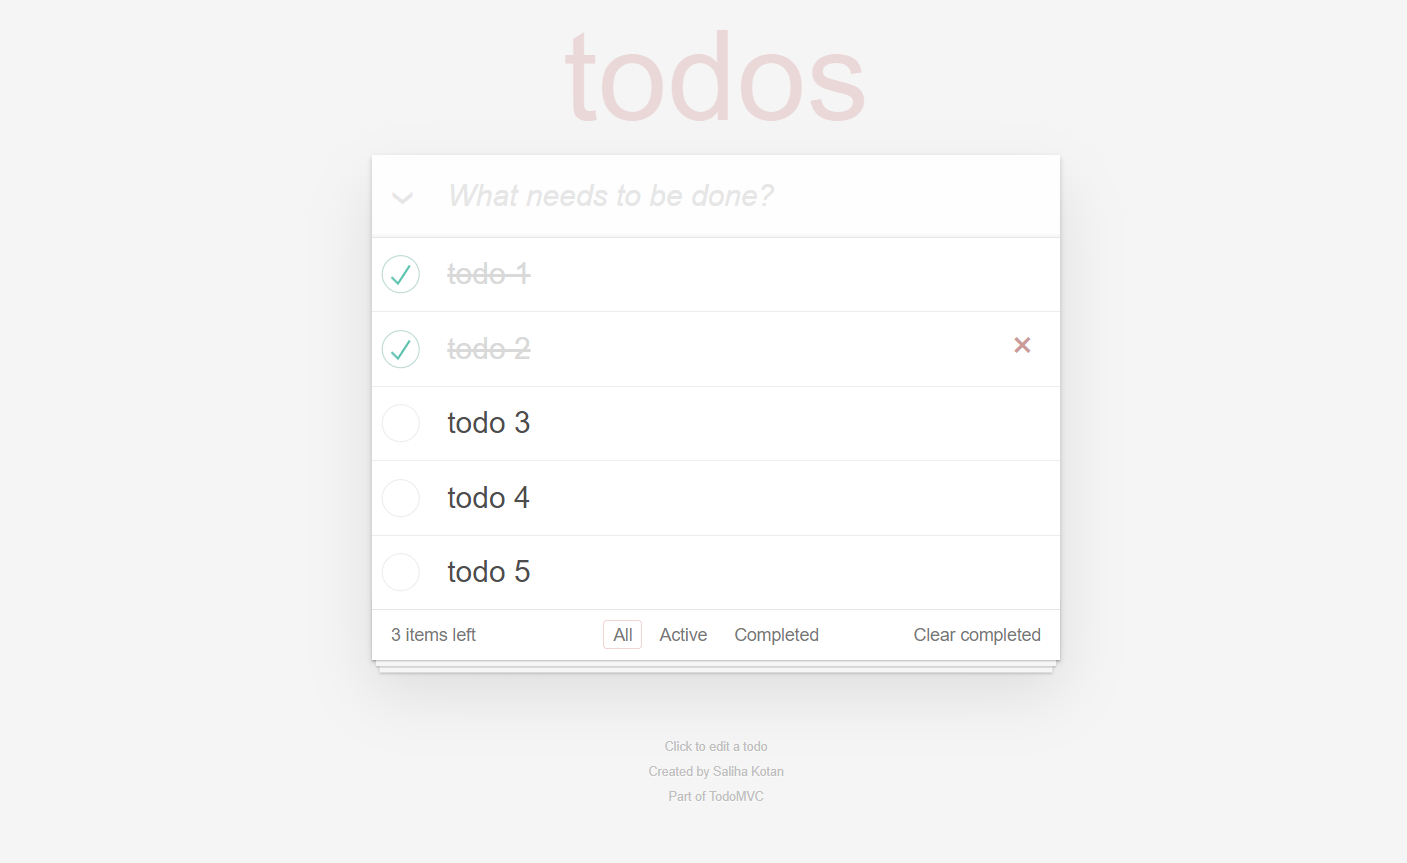 todos
What needs to be done?
todo 1
todo 2
todo 3
todo 4
todo 5
3 items left All Active Completed Clear completed
Click to edit a todo
Created by Saliha Kotan
Part of TodoMVC